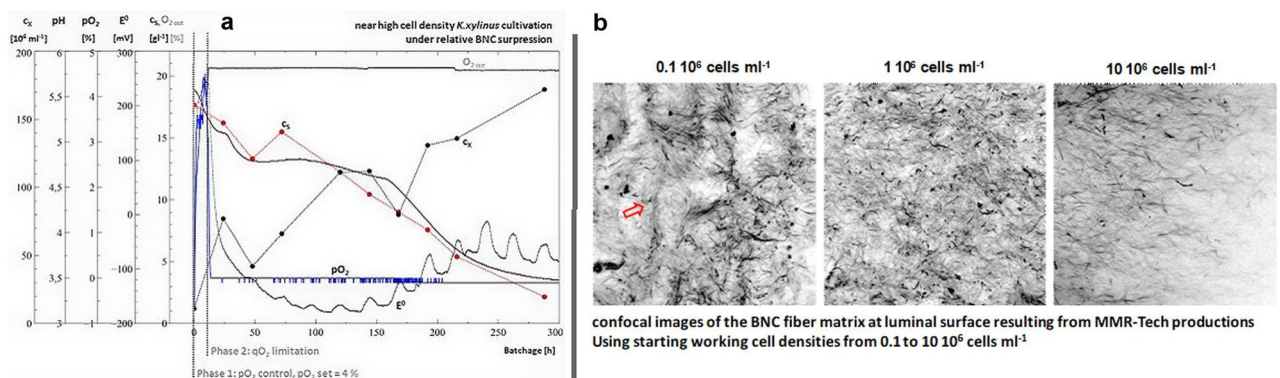 a
near high cell density K.xylinus cultivation
under relative BNC surpression
cX pH pO2 E0 cS, O2 out
[10⁶ ml⁻¹] [%] [mV] [gl⁻¹] [%]
200 6 5 300
20
5,5 4 200
150
15
5 3 100
100 4,5 2 0
10
4 1 -100
50
5
3,5 0
0 3 -1 -200 0
O2 out
cS
cX
pO2
E0
0 50 100 150 200 250 300
Phase 2: qO2 limitation
Batchage [h]
Phase 1: pO2 control, pO2 set = 4 %
b
0.1 10⁶ cells ml⁻¹
1 10⁶ cells ml⁻¹
10 10⁶ cells ml⁻¹
confocal images of the BNC fiber matrix at luminal surface resulting from MMR-Tech productions
Using starting working cell densities from 0.1 to 10 10⁶ cells ml⁻¹